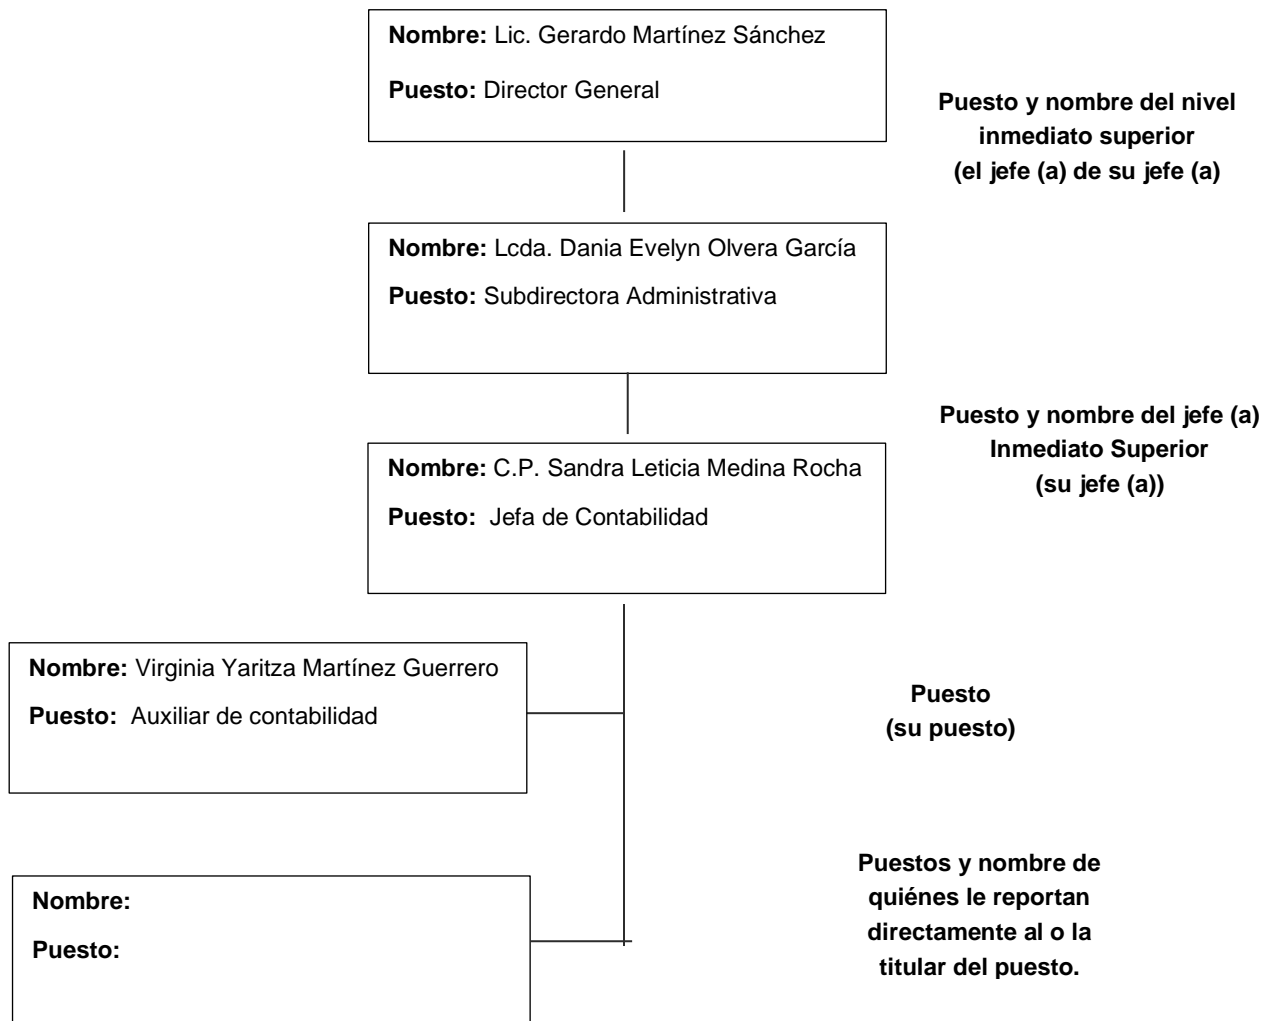 Nombre: Lic. Gerardo Martínez Sánchez
Puesto: Director General
Puesto y nombre del nivel
inmediato superior
(el jefe (a) de su jefe (a)
Nombre: Lcda. Dania Evelyn Olvera García
Puesto: Subdirectora Administrativa
Puesto y nombre del jefe (a)
Inmediato Superior
(su jefe (a))
Nombre: C.P. Sandra Leticia Medina Rocha
Puesto: Jefa de Contabilidad
Nombre: Virginia Yaritza Martínez Guerrero
Puesto: Auxiliar de contabilidad
Puesto
(su puesto)
Nombre:
Puesto:
Puestos y nombre de
quiénes le reportan
directamente al o la
titular del puesto.